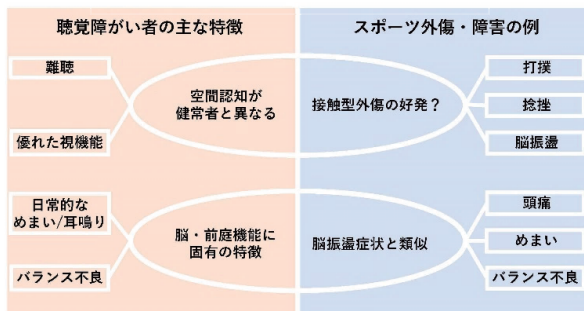 聴覚障がい者の主な特徴
スポーツ外傷・障害の例
難聴
優れた視機能
空間認知が
健常者と異なる
接触型外傷の好発？
打撲
捻挫
脳振盪
日常的な
めまい/耳鳴り
バランス不良
脳・前庭機能に
固有の特徴
脳振盪症状と類似
頭痛
めまい
バランス不良